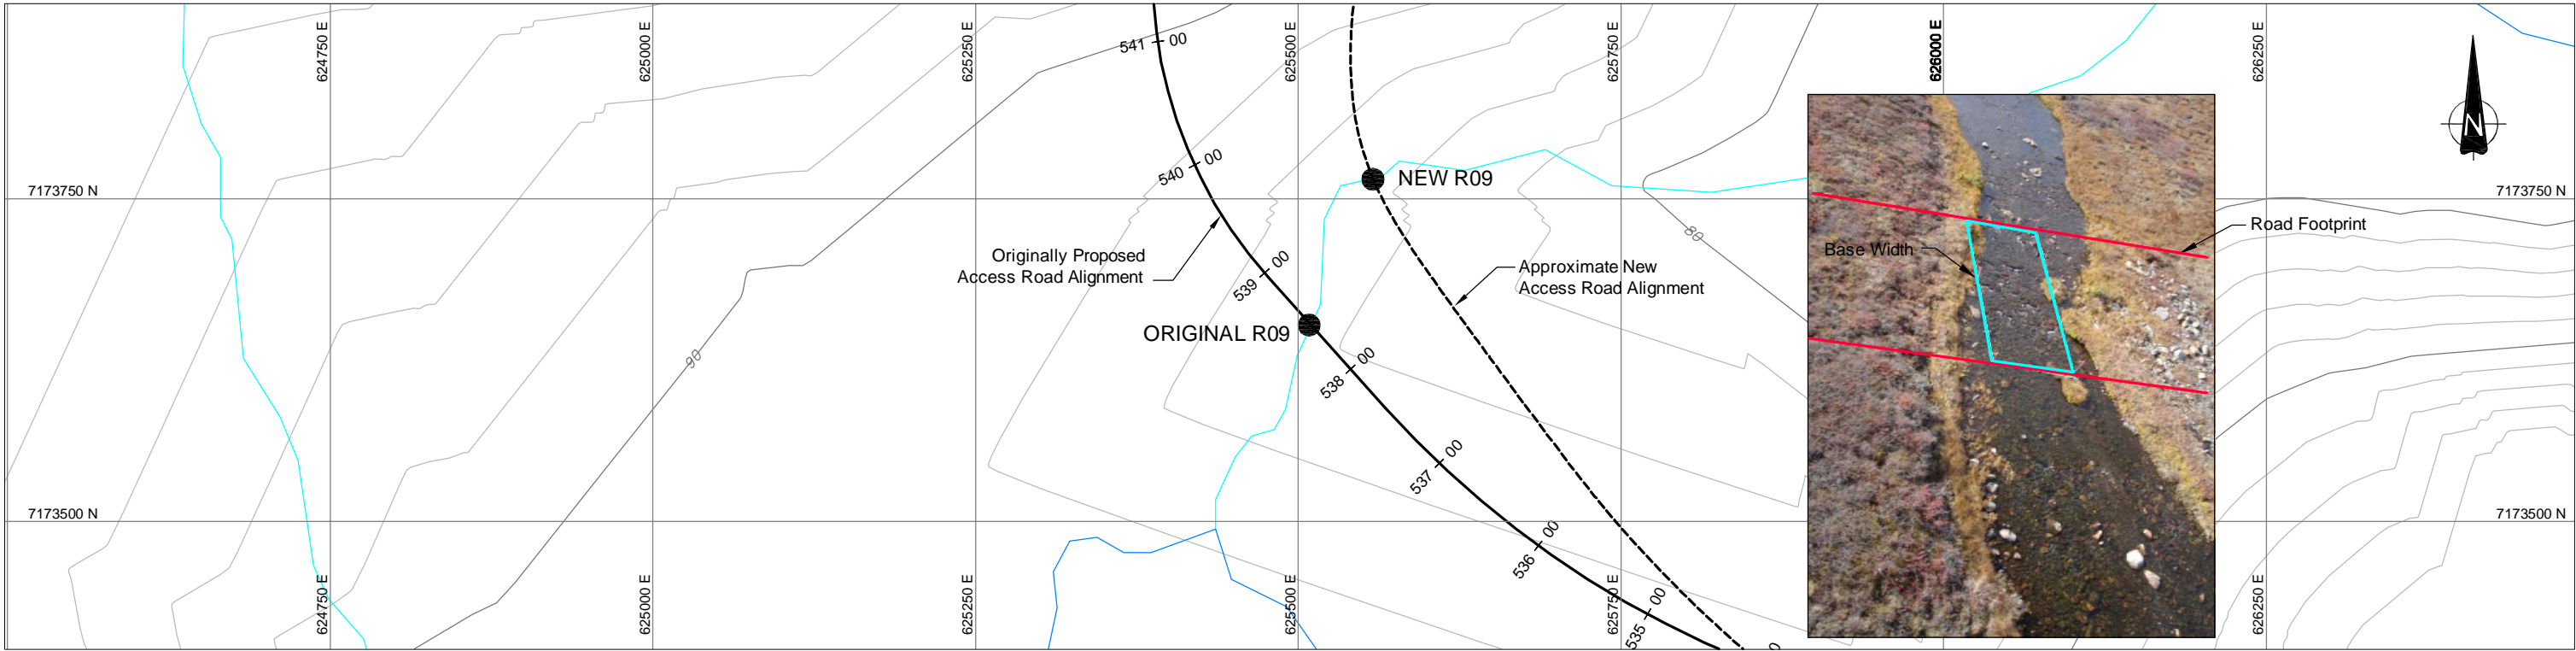 624750 E
625000 E
625250 E
625500 E
625750 E
626000 E
626250 E
541 00
540 00
N
7173750 N
7173750 N
NEW R09
Road Footprint
Base Width
Originally Proposed
Access Road Alignment
539 00
Approximate New
Access Road Alignment
80
ORIGINAL R09
538 00
90
537 00
7173500 N
7173500 N
536 00
535 00
624750 E
625000 E
625250 E
625500 E
625750 E
626250 E